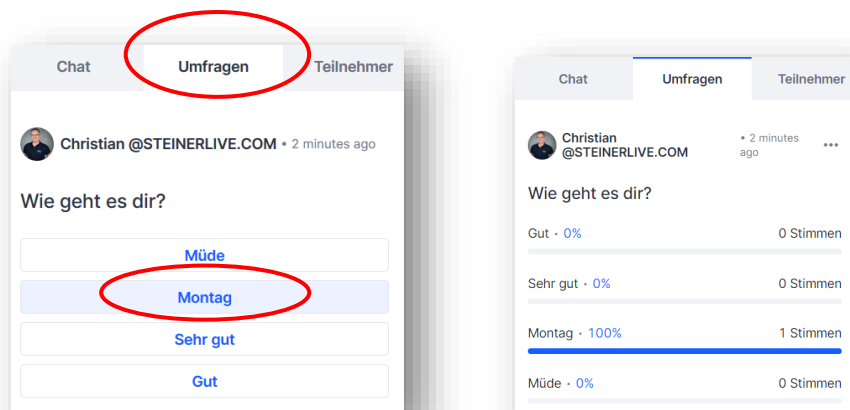 Chat Umfragen Teilnehmer
Christian @STEINERLIVE.COM • 2 minutes ago
Wie geht es dir?
Müde
Montag
Sehr gut
Gut
Chat Umfragen Teilnehmer
Christian
@STEINERLIVE.COM
• 2 minutes
ago
Wie geht es dir?
Gut • 0% 0 Stimmen
Sehr gut • 0% 0 Stimmen
Montag • 100% 1 Stimmen
Müde • 0% 0 Stimmen